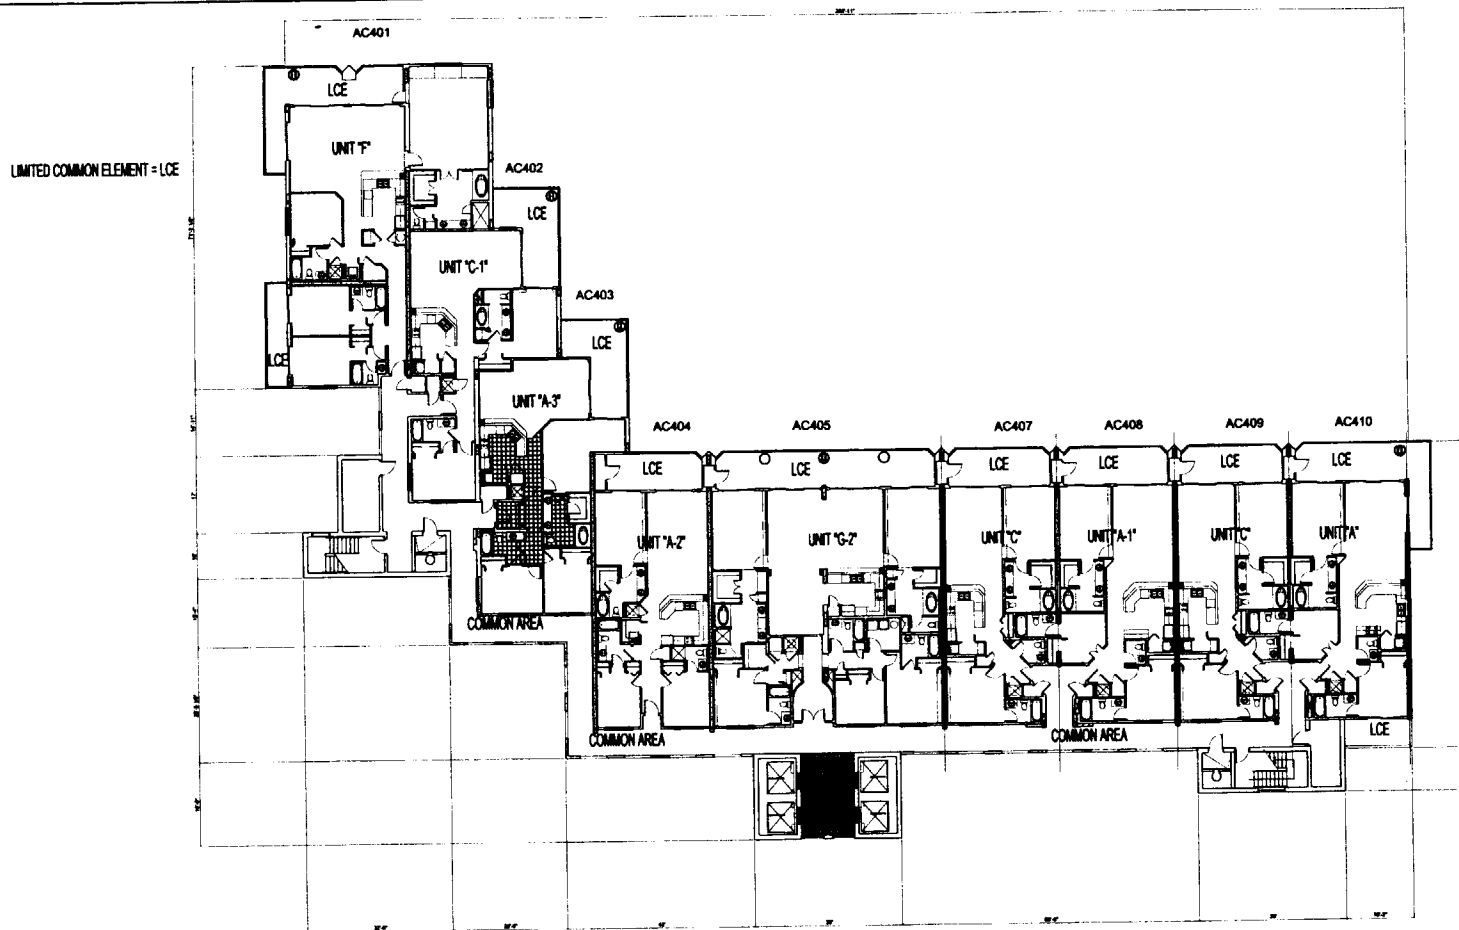 AC401
LCE
UNIT "F"
LIMITED COMMON ELEMENT = LCE
AC402
LCE
UNIT "C-1"
AC403
LCE
LCE
UNIT "A-3"
AC404
AC405
AC407
AC408
AC409
AC410
LCE
LCE
LCE
LCE
LCE
LCE
UNIT "A-2"
UNIT "G-2"
UNIT "C"
UNIT "A-1"
UNIT "C"
UNIT "A"
COMMON AREA
COMMON AREA
COMMON AREA
LCE